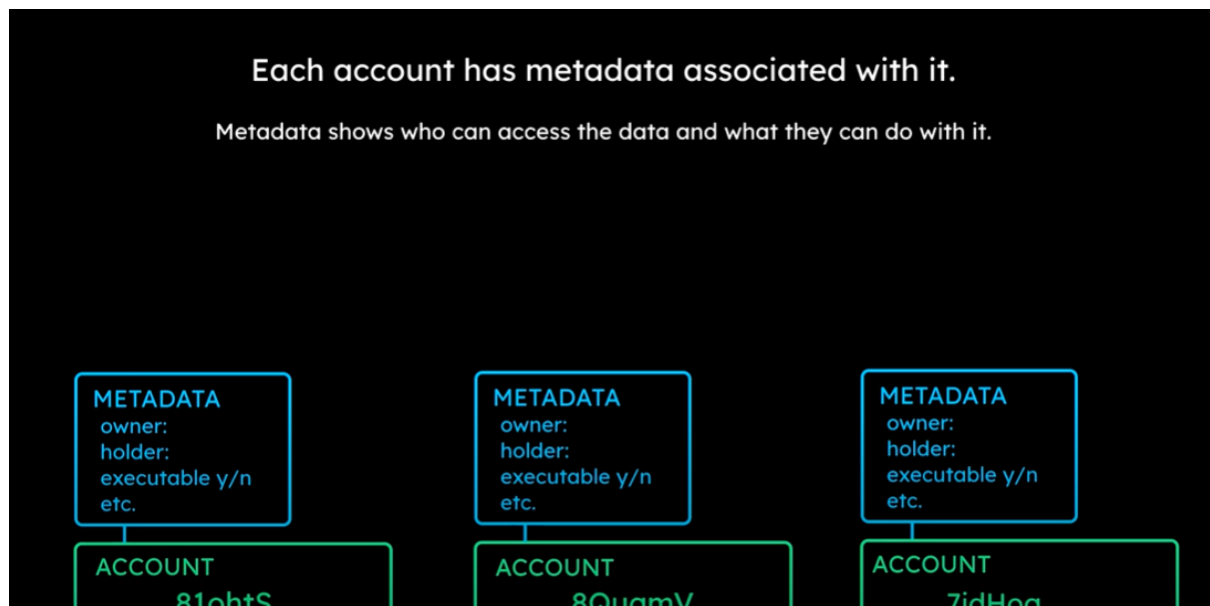 Each account has metadata associated with it.
Metadata shows who can access the data and what they can do with it.
METADATA
owner:
holder:
executable y/n
etc.
ACCOUNT
METADATA
owner:
holder:
executable y/n
etc.
ACCOUNT
METADATA
owner:
holder:
executable y/n
etc.
ACCOUNT